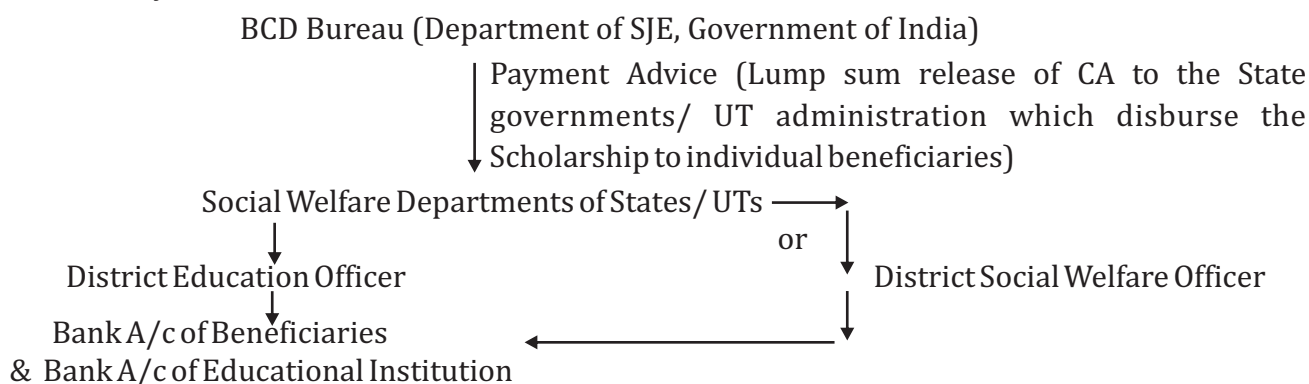 BCD Bureau (Department of SJE, Government of India)
Payment Advice (Lump sum release of CA to the State
governments/ UT administration which disburse the
Scholarship to individual beneficiaries)
Social Welfare Departments of States/ UTs
or
District Education Officer
District Social Welfare Officer
Bank A/c of Beneficiaries
& Bank A/c of Educational Institution